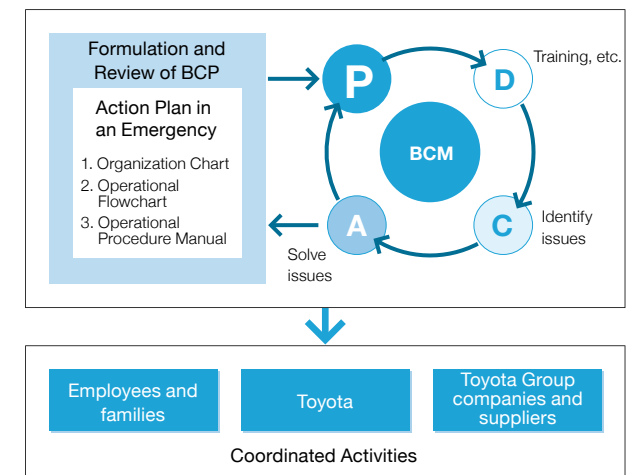 Formulation and
Review of BCP
Action Plan in
an Emergency
1. Organization Chart
2. Operational
Flowchart
3. Operational
Procedure Manual
P
D
Training, etc.
BCM
A
C
Identify
issues
Solve
issues
Employees and
families
Toyota
Toyota Group
companies and
suppliers
Coordinated Activities